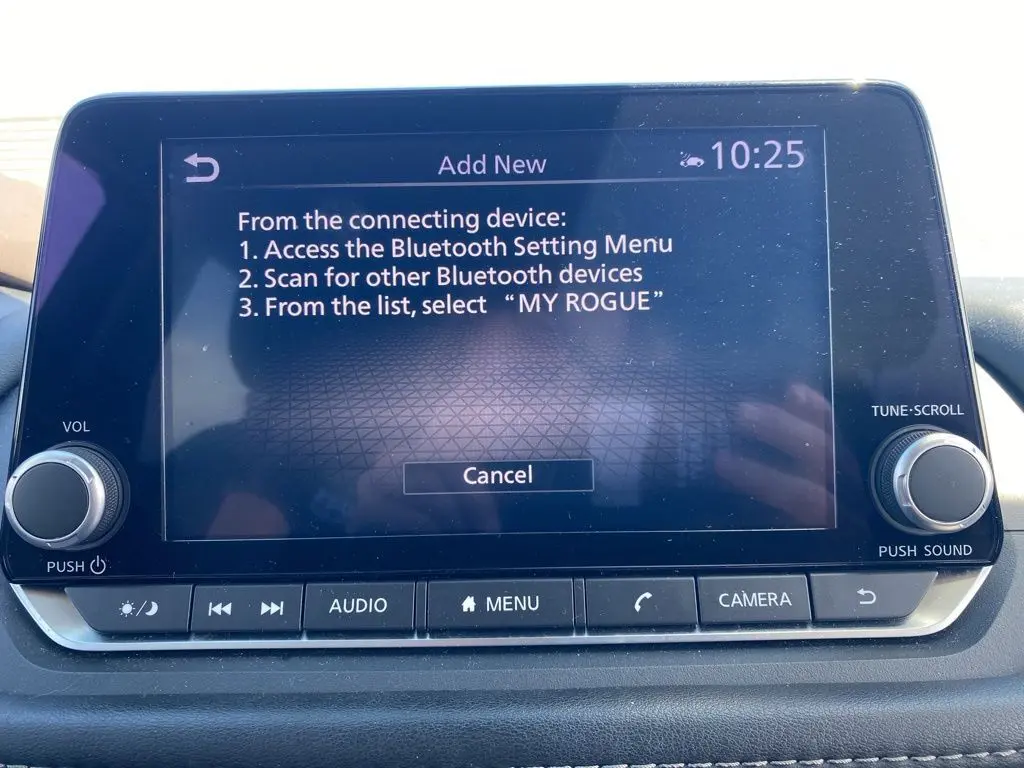 Add New
10:25
From the connecting device:
1. Access the Bluetooth Setting Menu
2. Scan for other Bluetooth devices
3. From the list, select “MY ROGUE”
Cancel
VOL
PUSH
TUNE·SCROLL
PUSH SOUND
AUDIO
MENU
CAMERA